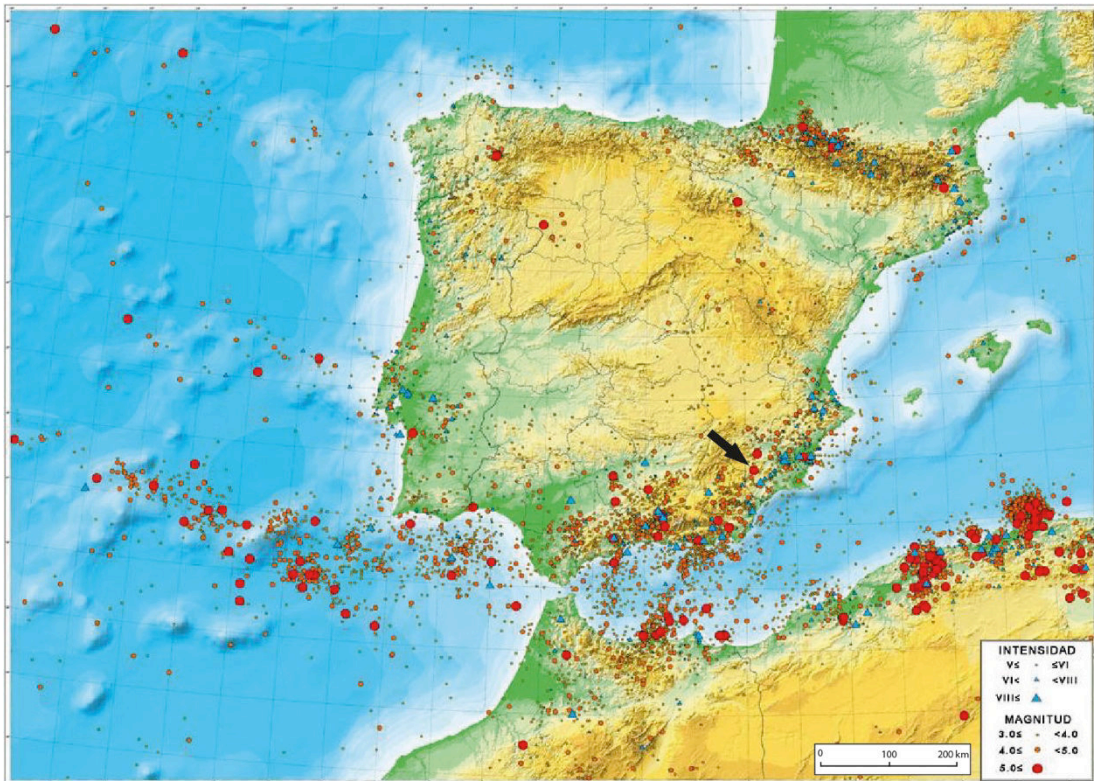 INTENSIDAD
V≤ ≤VI
VI< <VIII
VIII≤
MAGNITUD
3.0≤ <4.0
4.0≤ <5.0
5.0≤
0 100 200 km